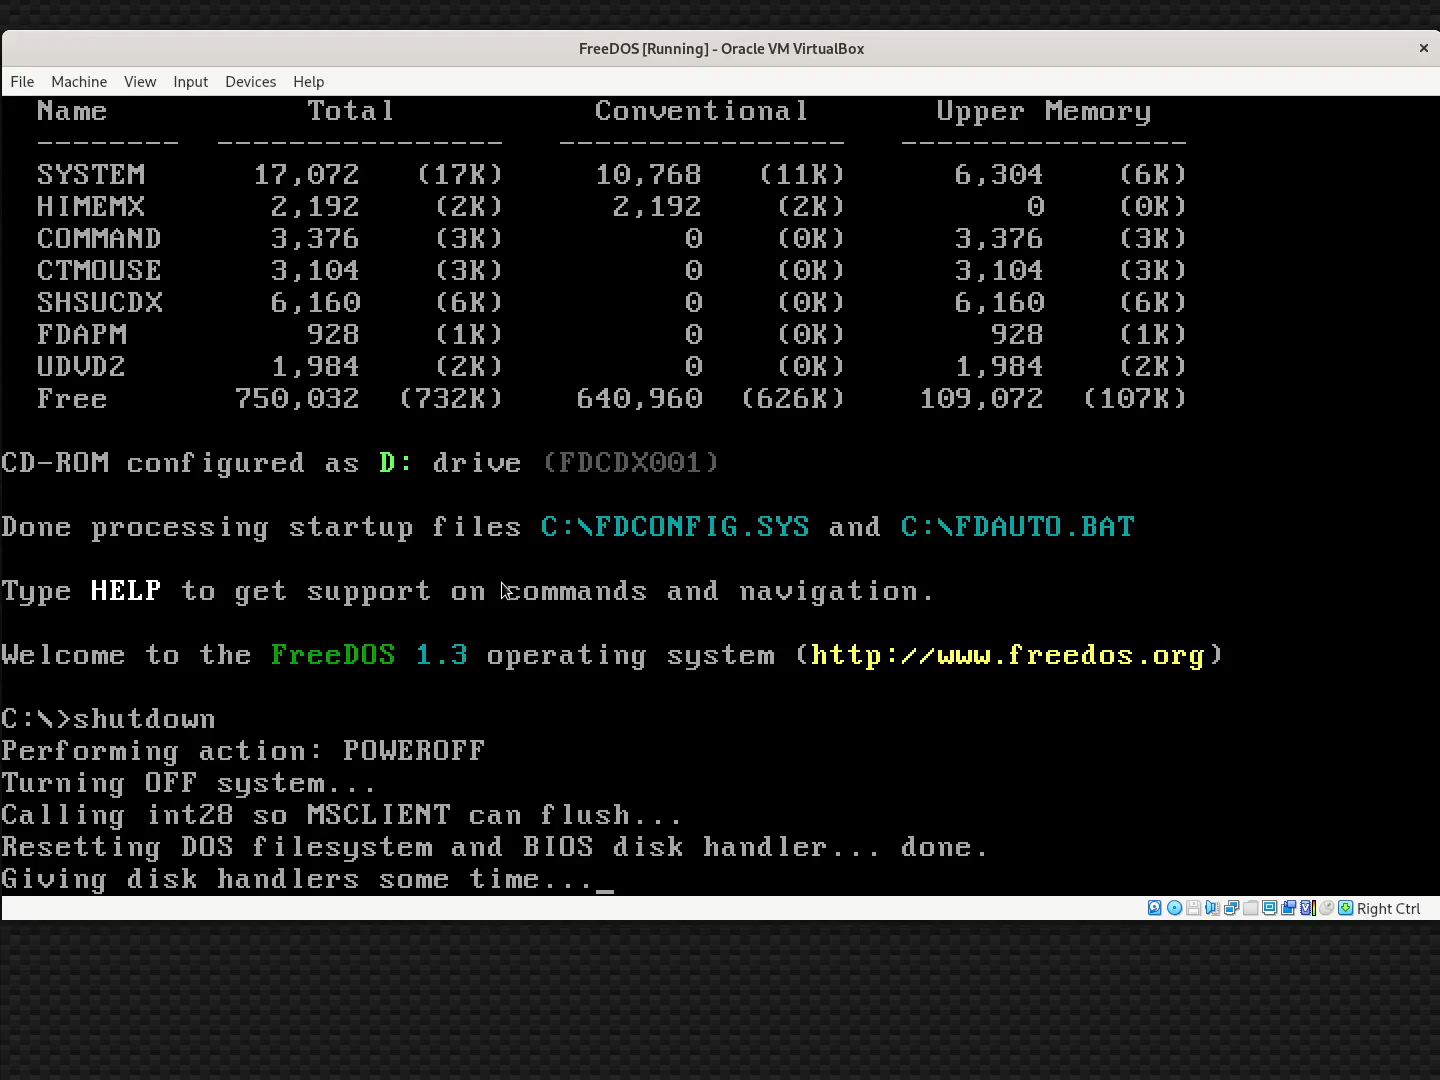 FreeDOS [Running] - Oracle VM VirtualBox
File Machine View Input Devices Help
Name Total Conventional Upper Memory
-------- ---------------- ---------------- ----------------
SYSTEM 17,072 (17K) 10,768 (11K) 6,304 (6K)
HIMEMX 2,192 (2K) 2,192 (2K) 0 (0K)
COMMAND 3,376 (3K) 0 (0K) 3,376 (3K)
CTMOUSE 3,104 (3K) 0 (0K) 3,104 (3K)
SHSUCDX 6,160 (6K) 0 (0K) 6,160 (6K)
FDAPM 928 (1K) 0 (0K) 928 (1K)
UDVD2 1,984 (2K) 0 (0K) 1,984 (2K)
Free 750,032 (732K) 640,960 (626K) 109,072 (107K)
CD-ROM configured as D: drive (FDCDX001)
Done processing startup files C:\FDCONFIG.SYS and C:\FDAUTO.BAT
Type HELP to get support on commands and navigation.
Welcome to the FreeDOS 1.3 operating system (http://www.freedos.org)
C:\>shutdown
Performing action: POWEROFF
Turning OFF system...
Calling int28 so MSCLIENT can flush...
Resetting DOS filesystem and BIOS disk handler... done.
Giving disk handlers some time..._
Right Ctrl